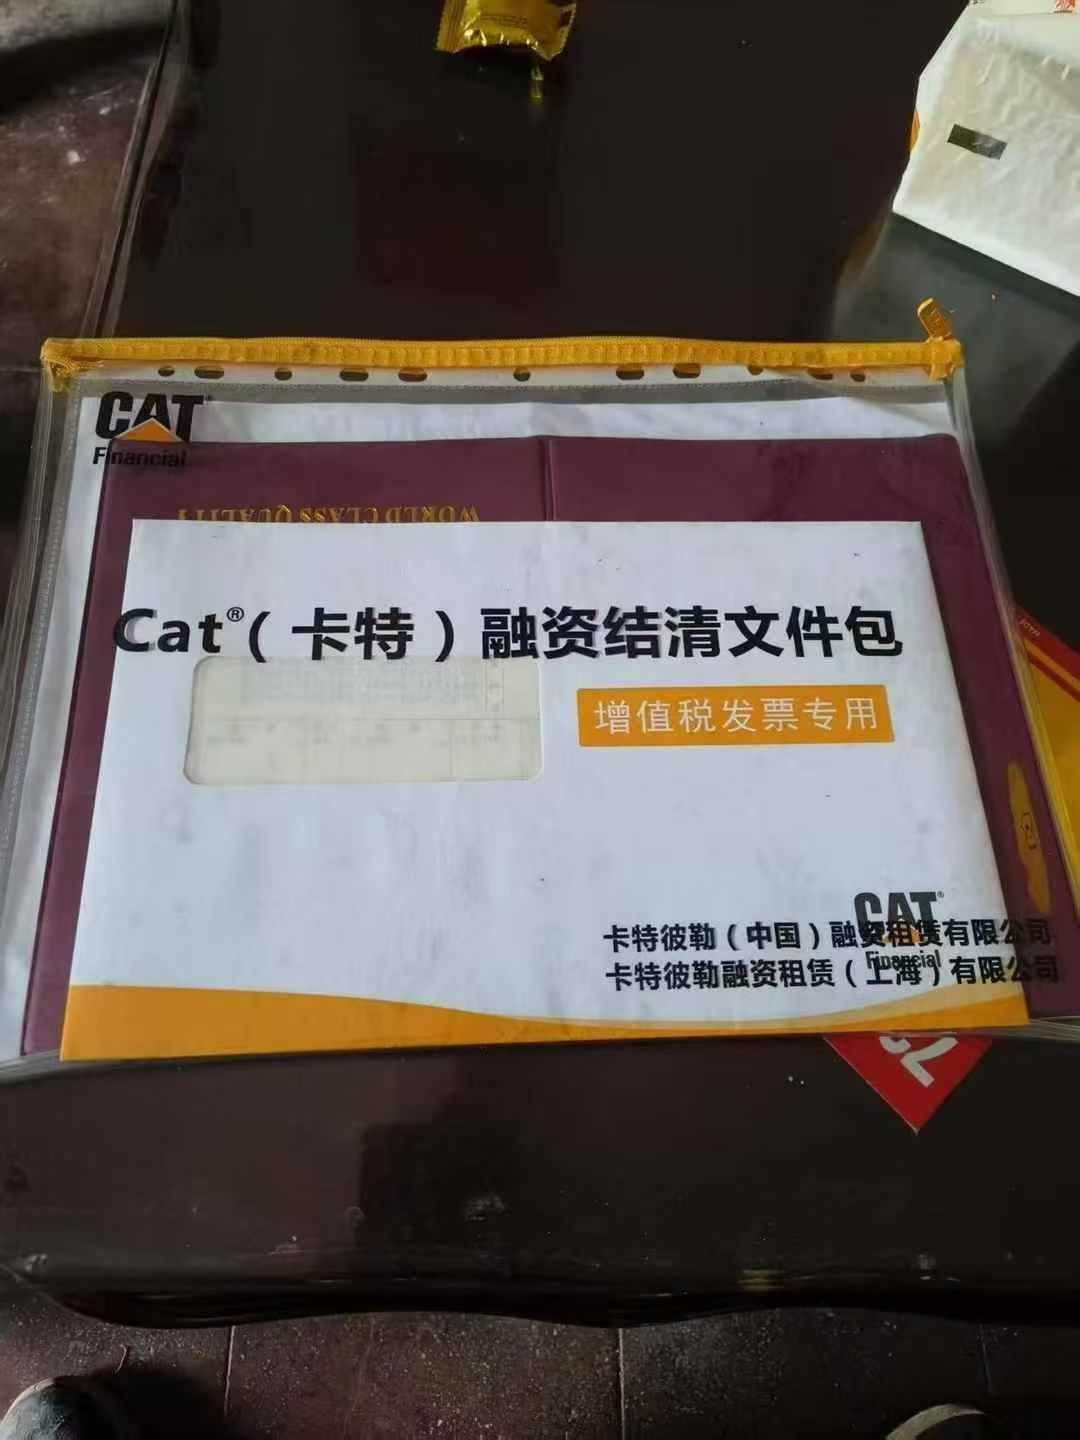 CAT
Financial
WORLD CLASS QUALITY
Cat®（卡特）融资结清文件包
增值税发票专用
CAT®
Financial
卡特彼勒（中国）融资租赁有限公司
卡特彼勒融资租赁（上海）有限公司